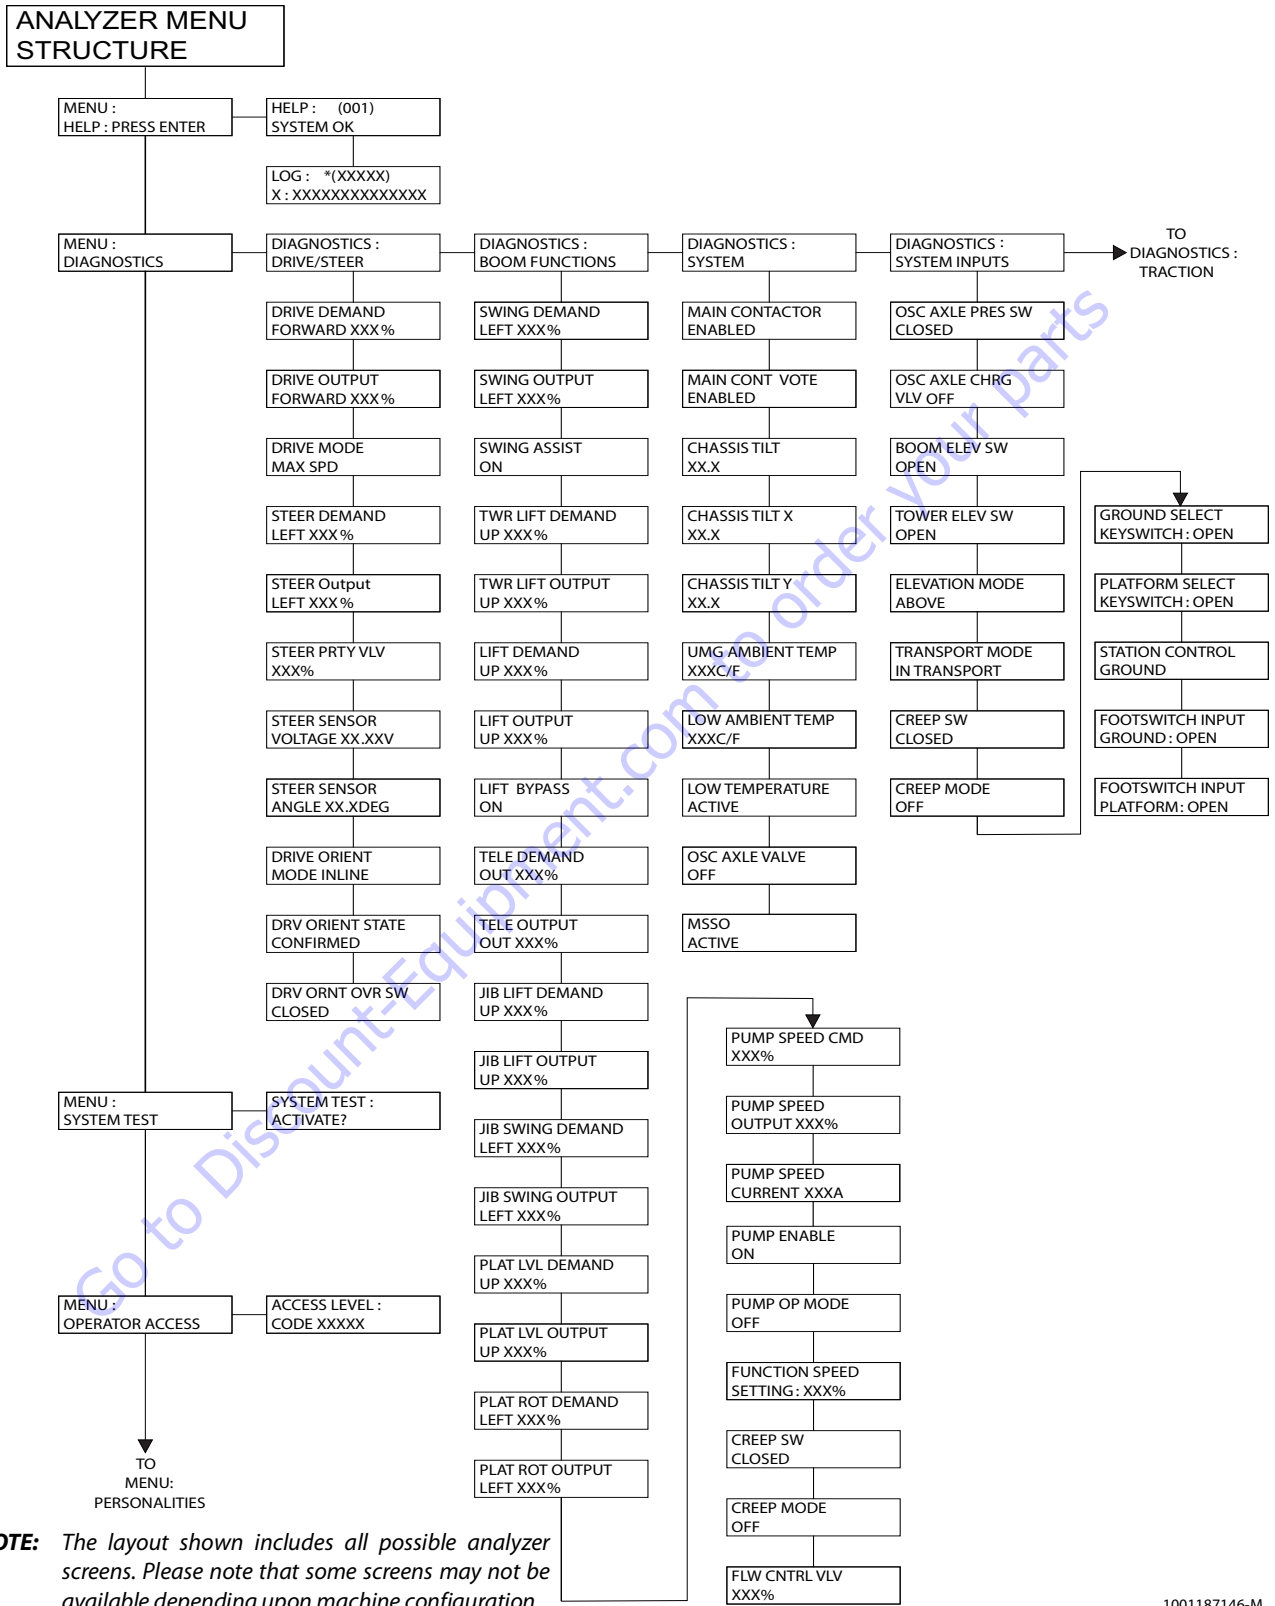 ANALYZER MENU
STRUCTURE
MENU :
HELP : PRESS ENTER
HELP : (001)
SYSTEM OK
LOG : *(XXXXX)
X : XXXXXXXXXXXXXX
MENU :
DIAGNOSTICS
DIAGNOSTICS :
DRIVE/STEER
DRIVE DEMAND
FORWARD XXX%
DRIVE OUTPUT
FORWARD XXX%
DRIVE MODE
MAX SPD
STEER DEMAND
LEFT XXX%
STEER Output
LEFT XXX%
STEER PRTY VLV
XXX%
STEER SENSOR
VOLTAGE XX.XXV
STEER SENSOR
ANGLE XX.XDEG
DRIVE ORIENT
MODE INLINE
DRV ORIENT STATE
CONFIRMED
DRV ORNT OVR SW
CLOSED
DIAGNOSTICS :
BOOM FUNCTIONS
SWING DEMAND
LEFT XXX%
SWING OUTPUT
LEFT XXX%
SWING ASSIST
ON
TWR LIFT DEMAND
UP XXX%
TWR LIFT OUTPUT
UP XXX%
LIFT DEMAND
UP XXX%
LIFT OUTPUT
UP XXX%
LIFT BYPASS
ON
TELE DEMAND
OUT XXX%
TELE OUTPUT
OUT XXX%
JIB LIFT DEMAND
UP XXX%
JIB LIFT OUTPUT
UP XXX%
JIB SWING DEMAND
LEFT XXX%
JIB SWING OUTPUT
LEFT XXX%
PLAT LVL DEMAND
UP XXX%
PLAT LVL OUTPUT
UP XXX%
PLAT ROT DEMAND
LEFT XXX%
PLAT ROT OUTPUT
LEFT XXX%
PUMP SPEED CMD
XXX%
PUMP SPEED
OUTPUT XXX%
PUMP SPEED
CURRENT XXXA
PUMP ENABLE
ON
PUMP OP MODE
OFF
FUNCTION SPEED
SETTING : XXX%
CREEP SW
CLOSED
CREEP MODE
OFF
FLW CNTRL VLV
XXX%
DIAGNOSTICS :
SYSTEM
MAIN CONTACTOR
ENABLED
MAIN CONT VOTE
ENABLED
CHASSIS TILT
XX.X
CHASSIS TILT X
XX.X
CHASSIS TILT Y
XX.X
UMG AMBIENT TEMP
XXXC/F
LOW AMBIENT TEMP
XXXC/F
LOW TEMPERATURE
ACTIVE
OSC AXLE VALVE
OFF
MSSO
ACTIVE
DIAGNOSTICS :
SYSTEM INPUTS
OSC AXLE PRES SW
CLOSED
OSC AXLE CHRG
VLV OFF
BOOM ELEV SW
OPEN
TOWER ELEV SW
OPEN
ELEVATION MODE
ABOVE
TRANSPORT MODE
IN TRANSPORT
CREEP SW
CLOSED
CREEP MODE
OFF
GROUND SELECT
KEYSWITCH : OPEN
PLATFORM SELECT
KEYSWITCH : OPEN
STATION CONTROL
GROUND
FOOTSWITCH INPUT
GROUND : OPEN
FOOTSWITCH INPUT
PLATFORM: OPEN
TO
DIAGNOSTICS :
TRACTION
MENU :
SYSTEM TEST
SYSTEM TEST :
ACTIVATE?
MENU :
OPERATOR ACCESS
ACCESS LEVEL :
CODE XXXXX
TO
MENU:
PERSONALITIES
OTE: The layout shown includes all possible analyzer
screens. Please note that some screens may not be
available depending upon machine configuration
1001187146-M
Go to Discount-Equipment.com to order your parts